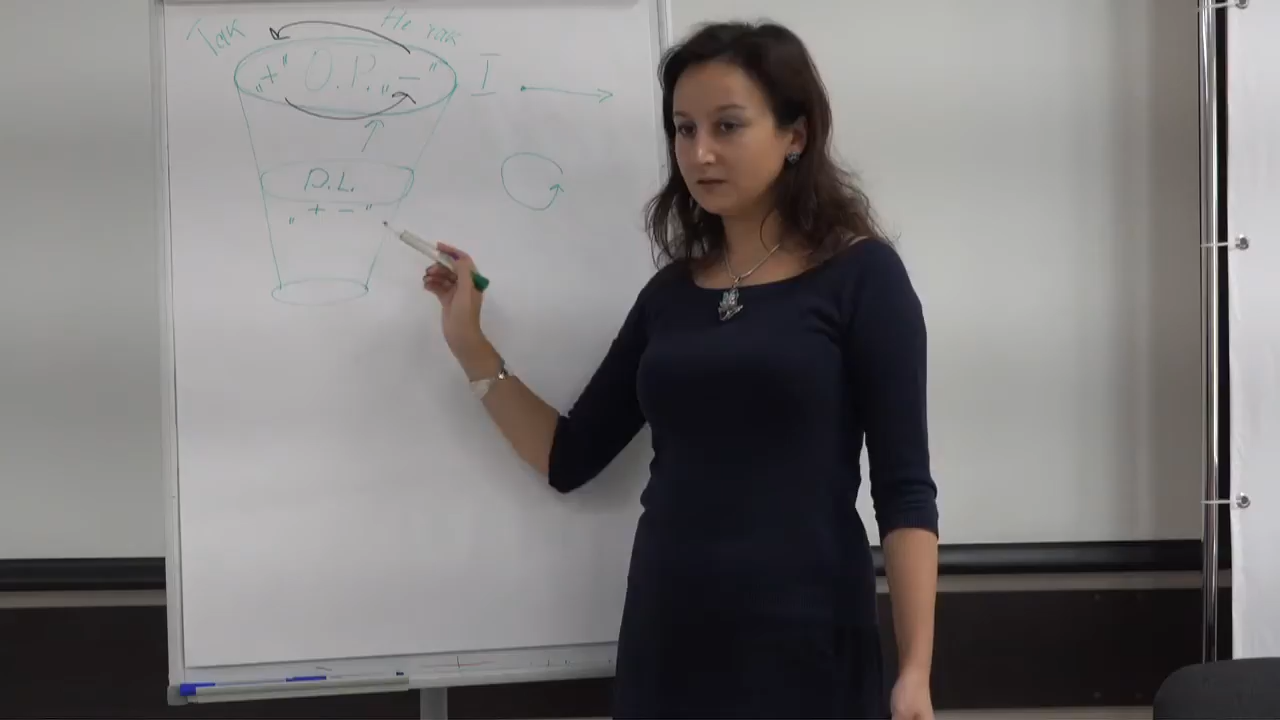 Так Не так
„+" О.Р. „−" I
D.L.
„ + − "